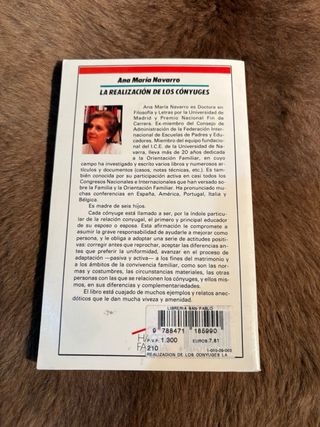 Ana María Navarro
LA REALIZACIÓN DE LOS CÓNYUGES
Ana María Navarro es Doctora en
Filosofía y Letras por la Universidad de
Madrid y Premio Nacional Fin de
Carrera. Ex-miembro del Consejo de
Administración de la Federación Inter-
nacional de Escuelas de Padres y Edu-
cadores. Miembro del equipo fundacio-
nal del I.C.E. de la Universidad de Na-
varra, lleva más de 20 años dedicada
a la Orientación Familiar, en cuyo
campo ha investigado y escrito varios libros y numerosos ar-
tículos y documentos (casos, notas técnicas, etc.). Es tam-
bién conocida por su participación activa en casi todos los
Congresos Nacionales e Internacionales que han venido so-
bre la Familia y la Orientación Familiar. Ha pronunciado mu-
chas conferencias en España, América, Portugal, Italia y
Bélgica.
Es madre de seis hijos.
Cada cónyuge está llamado a ser, por la índole particu-
lar de la relación conyugal, el primero y principal educador
de su esposo o esposa. Esta afirmación le compromete a
asumir la grave responsabilidad de ayudarle a mejorar como
persona, y le obliga a adoptar una serie de actitudes positi-
vas: corregir antes que reprochar, aceptar las diferencias an-
tes que preferir la uniformidad, avanzar en el proceso de
adaptación —pasiva y activa— a los fines del matrimonio y
a los ámbitos de la convivencia familiar, como son las nor-
mas y costumbres, las circunstancias materiales, las otras
personas con las que se relacionan los cónyuges, y ellos mis-
mos, en sus diferencias y complementariedades.
El libro está cuajado de muchos ejemplos y relatos anec-
dóticos que le dan mucha viveza y amenidad.
LIBRERIA SAN PABLO
9 788471 185990
P.V.P. 1.300 EUROS: 7,81
210
REALIZACION DE LOS CONYUGES LA